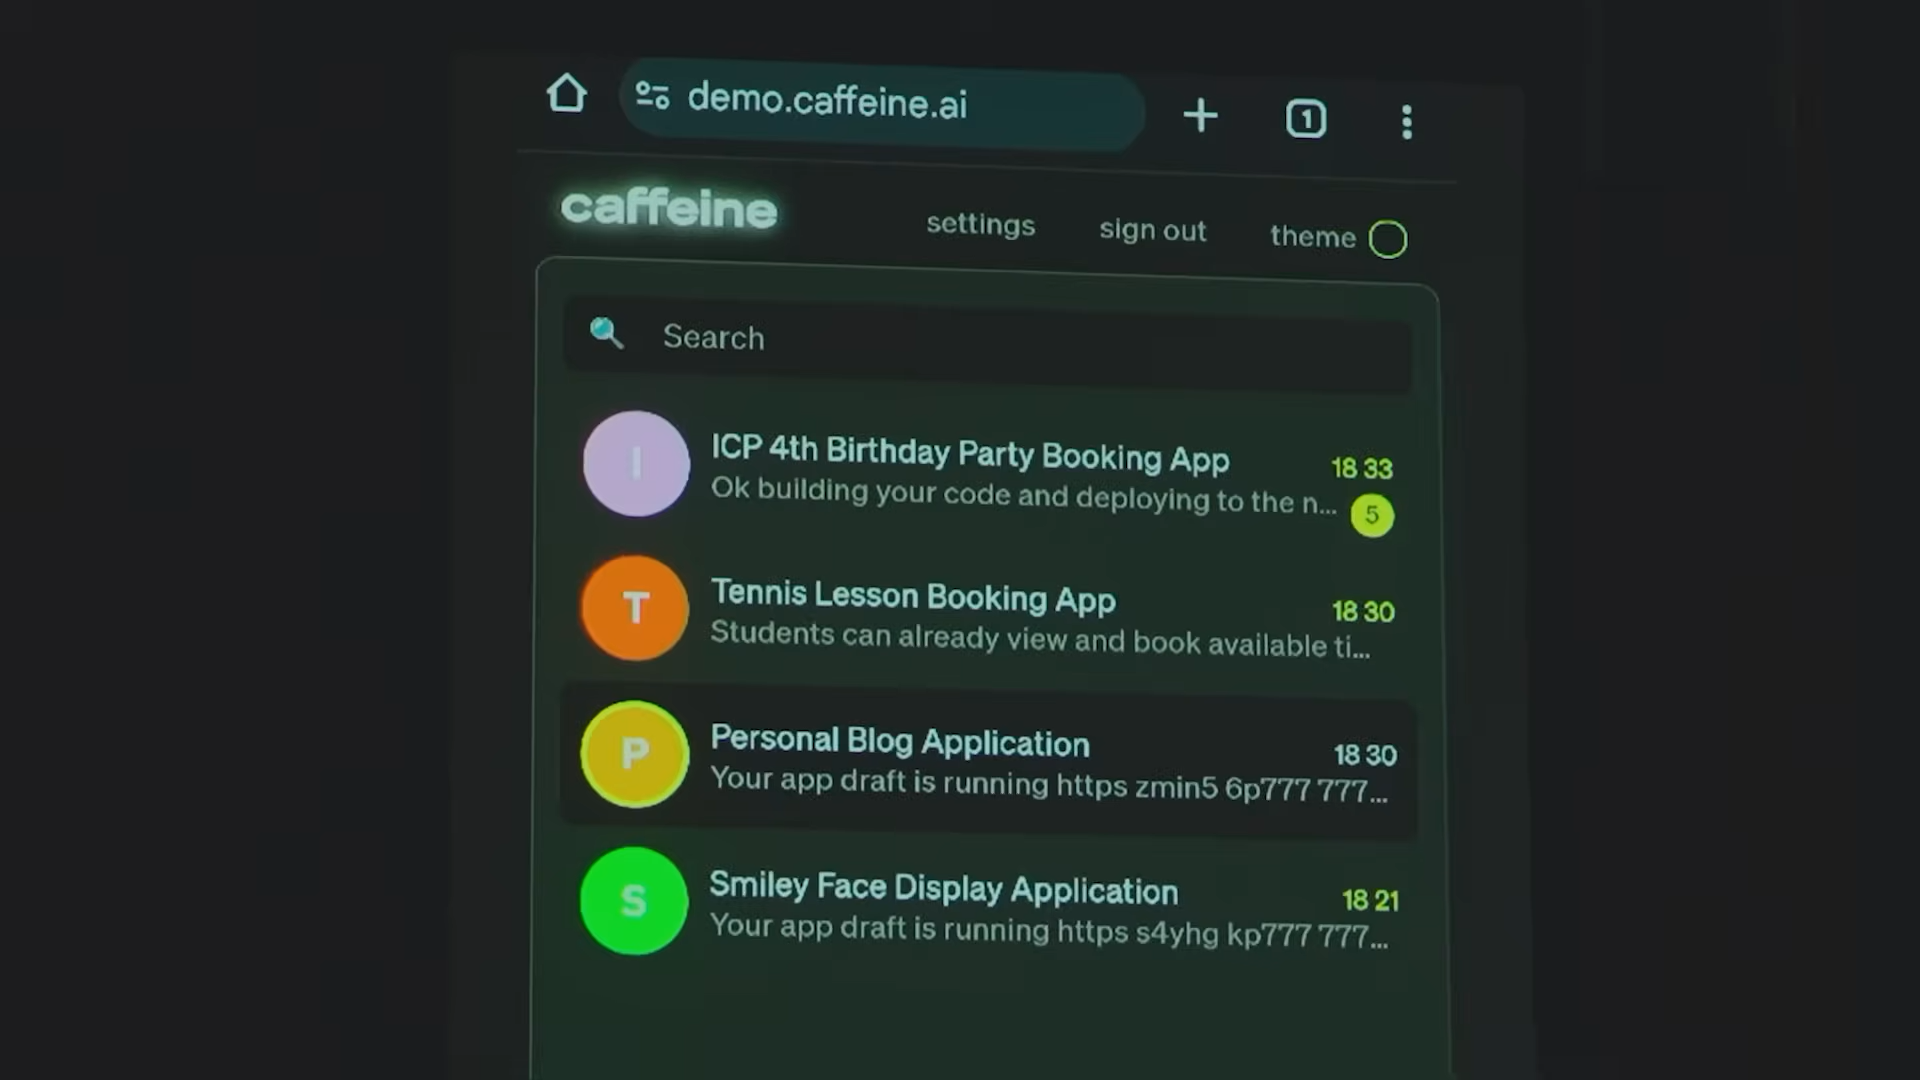 demo.caffeine.ai
1
caffeine
settings
sign out
theme
Search
I
ICP 4th Birthday Party Booking App
18 33
Ok building your code and deploying to the n...
5
T
Tennis Lesson Booking App
18 30
Students can already view and book available ti...
P
Personal Blog Application
18 30
Your app draft is running https zmin5 6p777 777...
S
Smiley Face Display Application
18 21
Your app draft is running https s4yhg kp777 777...